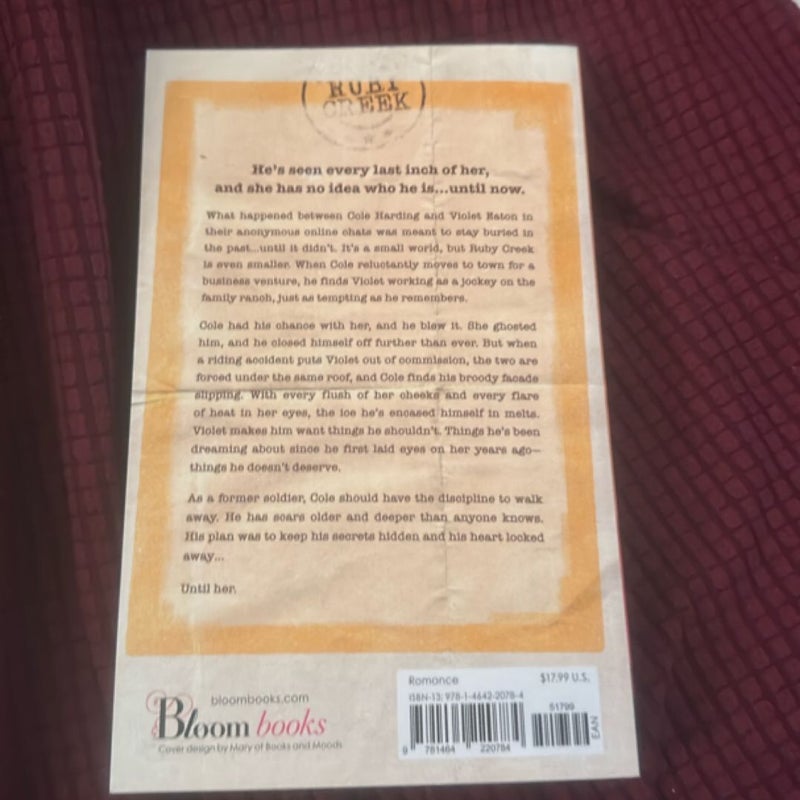 RUBY
CREEK
He's seen every last inch of her,
and she has no idea who he is...until now.
What happened between Cole Harding and Violet Eaton in
their anonymous online chats was meant to stay buried in
the past...until it didn't. It's a small world, but Ruby Creek
is even smaller. When Cole reluctantly moves to town for a
business venture, he finds Violet working as a jockey on the
family ranch, just as tempting as he remembers.
Cole had his chance with her, and he blew it. She ghosted
him, and he closed himself off further than ever. But when
a riding accident puts Violet out of commission, the two are
forced under the same roof, and Cole finds his broody facade
slipping. With every flush of her cheeks and every flare
of heat in her eyes, the ice he's encased himself in melts.
Violet makes him want things he shouldn't. Things he's been
dreaming about since he first laid eyes on her years ago—
things he doesn't deserve.
As a former soldier, Cole should have the discipline to walk
away. He has scars older and deeper than anyone knows.
His plan was to keep his secrets hidden and his heart locked
away...
Until her.
bloombooks.com
Bloom books
Cover design by Mary of Books and Moods
Romance $17.99 U.S.
ISBN-13: 978-1-4642-2078-4
51799
EAN
9 781464 220784